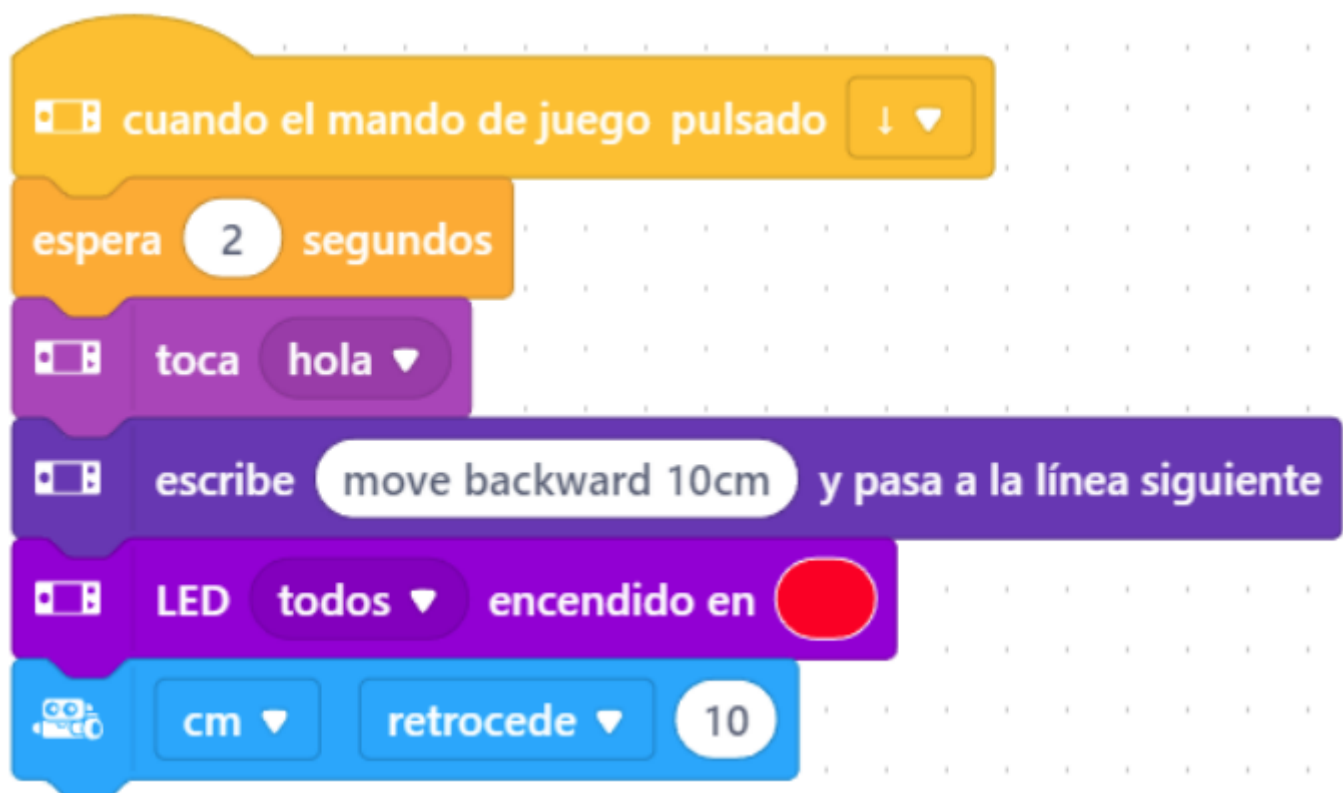 cuando el mando de juego pulsado ↓
espera 2 segundos
toca hola
escribe move backward 10cm y pasa a la línea siguiente
LED todos encendido en
cm retrocede 10